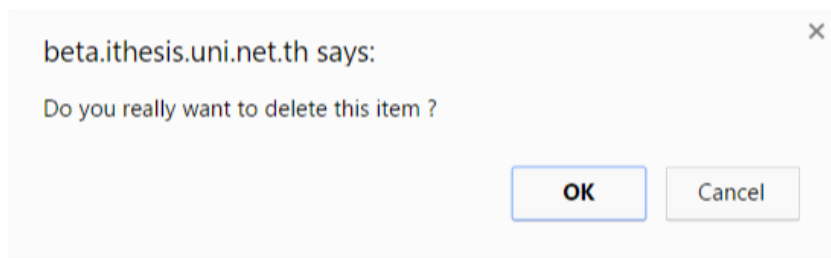 beta.ithesis.uni.net.th says:
Do you really want to delete this item ?
OK Cancel